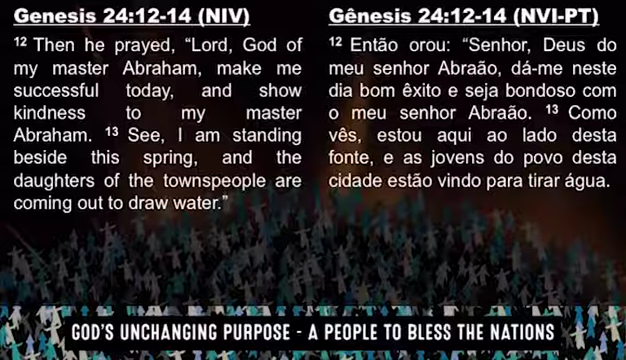 Genesis 24:12-14 (NIV)
12 Then he prayed, “Lord, God of
my master Abraham, make me
successful today, and show
kindness to my master
Abraham. 13 See, I am standing
beside this spring, and the
daughters of the townspeople are
coming out to draw water.”
Gênesis 24:12-14 (NVI-PT)
12 Então orou: “Senhor, Deus do
meu senhor Abraão, dá-me neste
dia bom êxito e seja bondoso com
o meu senhor Abraão. 13 Como
vês, estou aqui ao lado desta
fonte, e as jovens do povo desta
cidade estão vindo para tirar água.
GOD'S UNCHANGING PURPOSE - A PEOPLE TO BLESS THE NATIONS